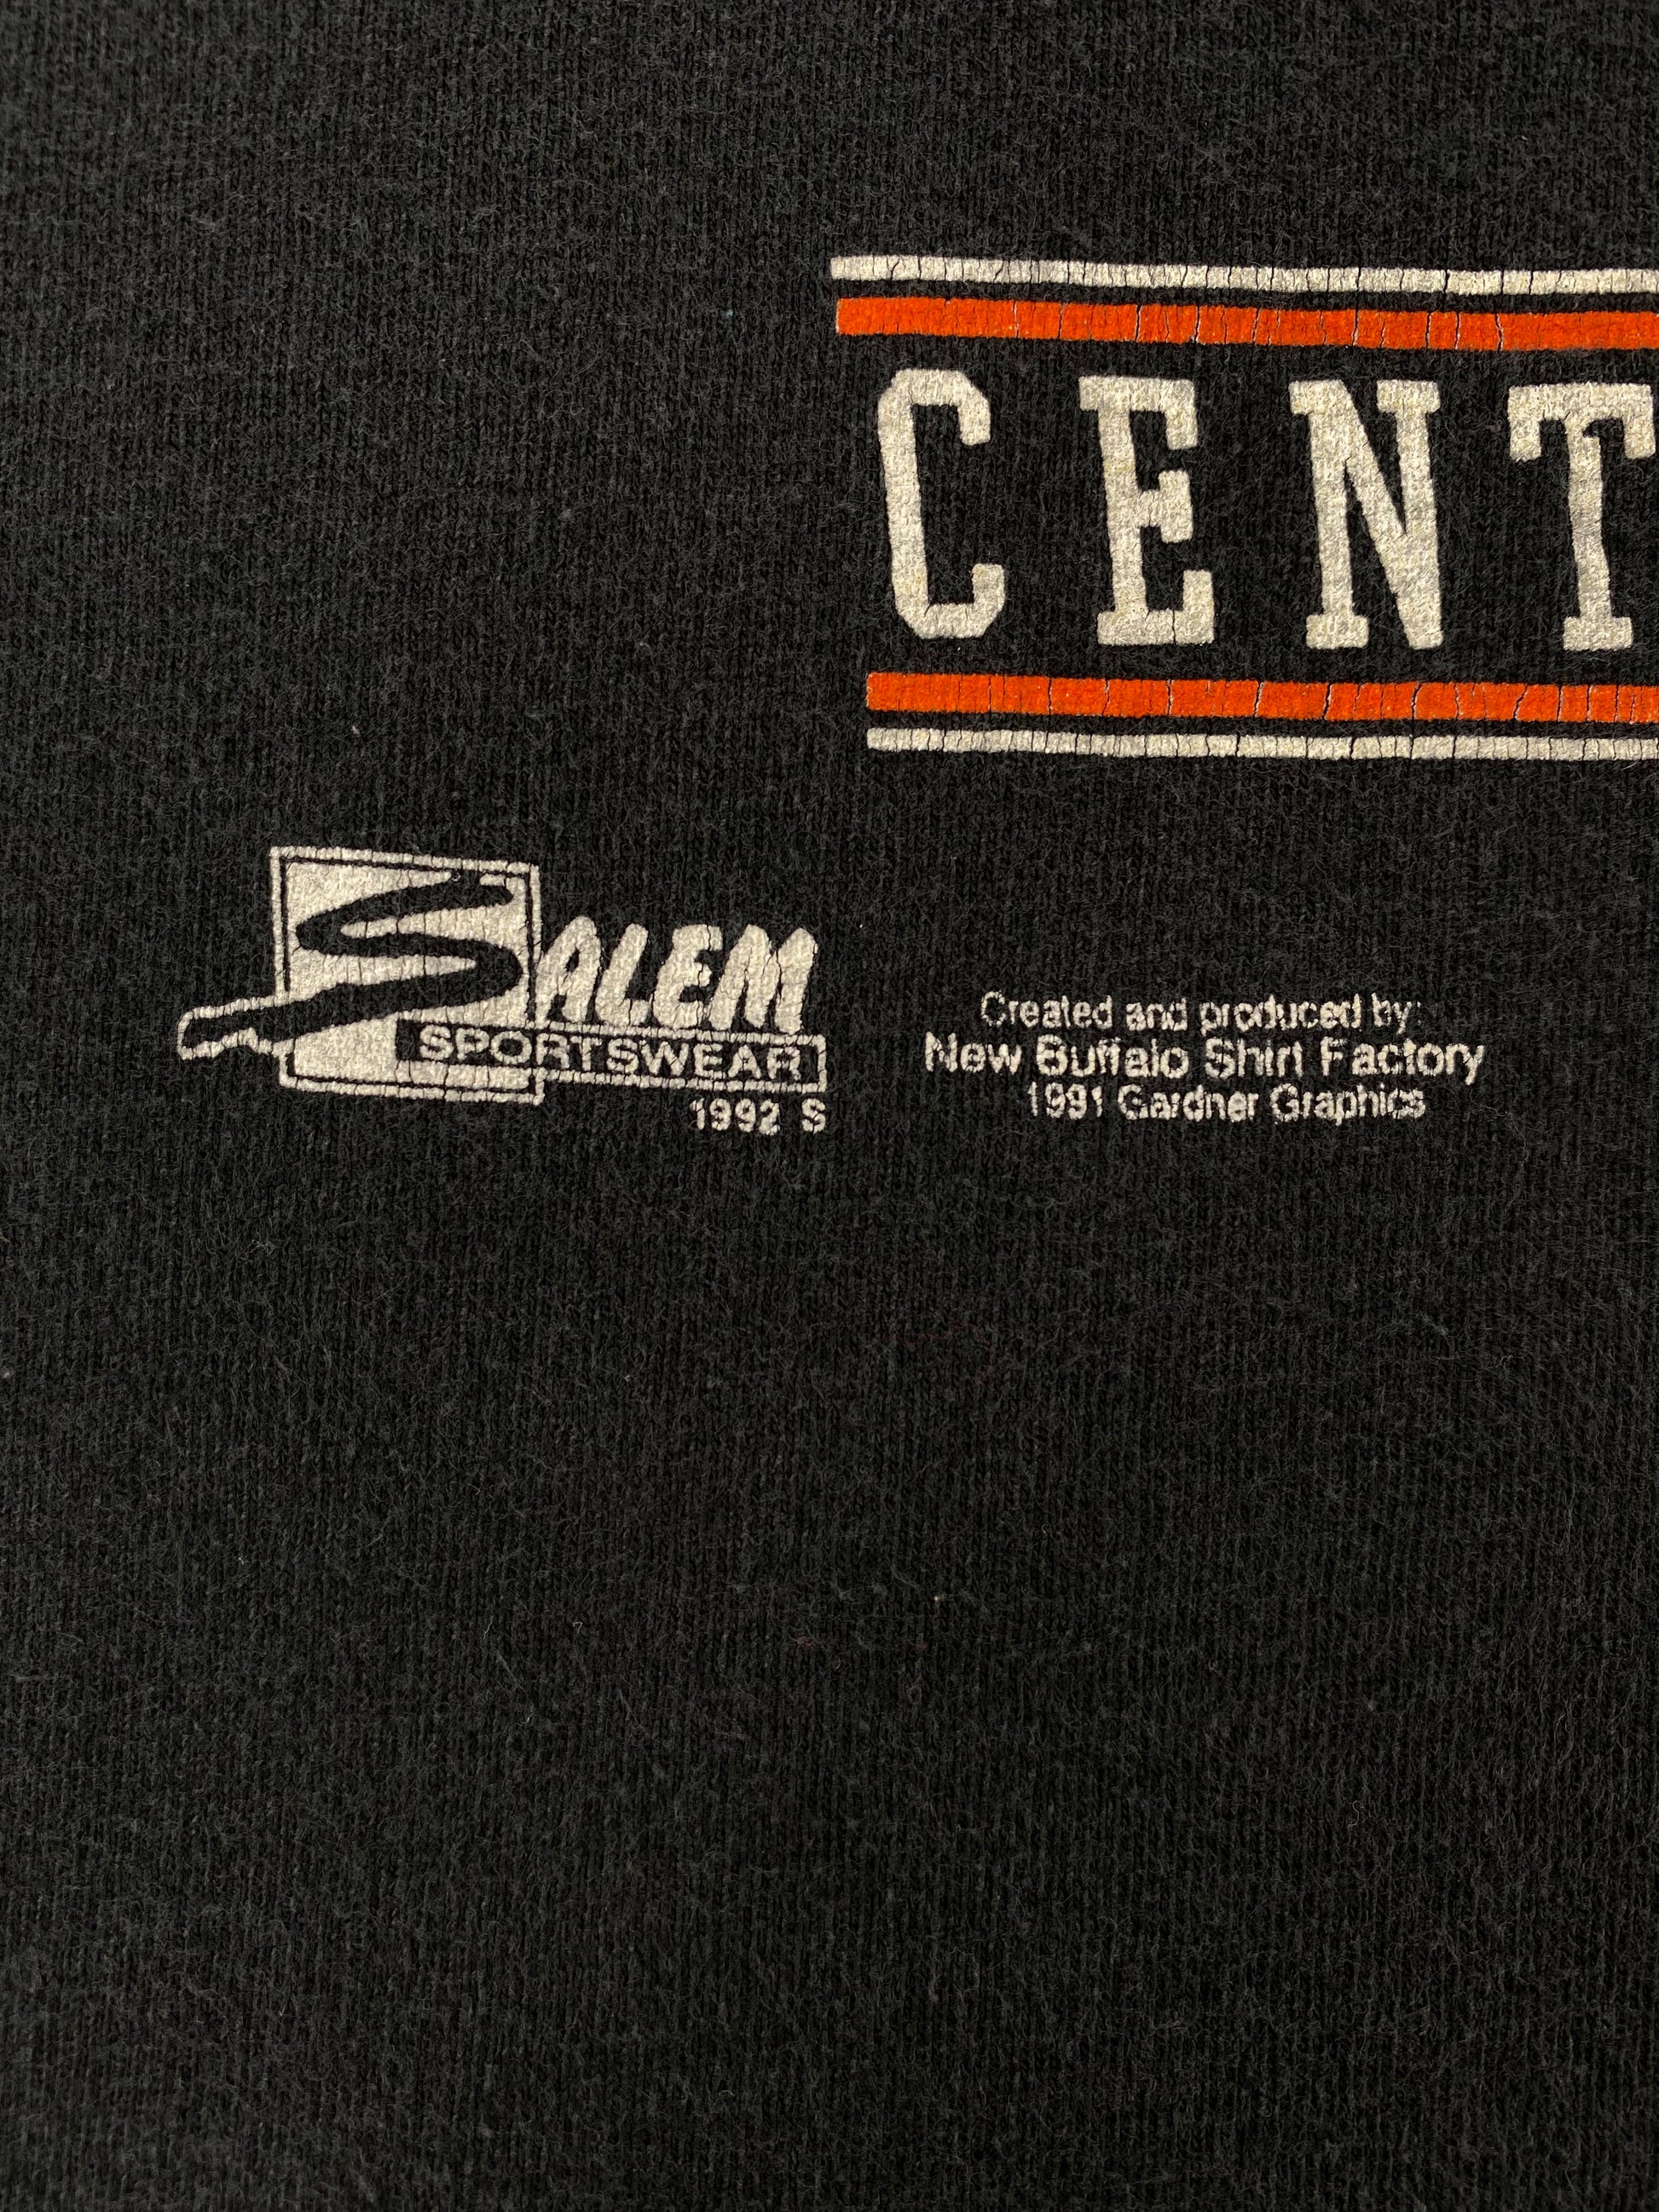 CENT
SALEM
SPORTSWEAR
1992 S
Created and produced by:
New Buffalo Shirt Factory
1991 Gardner Graphics